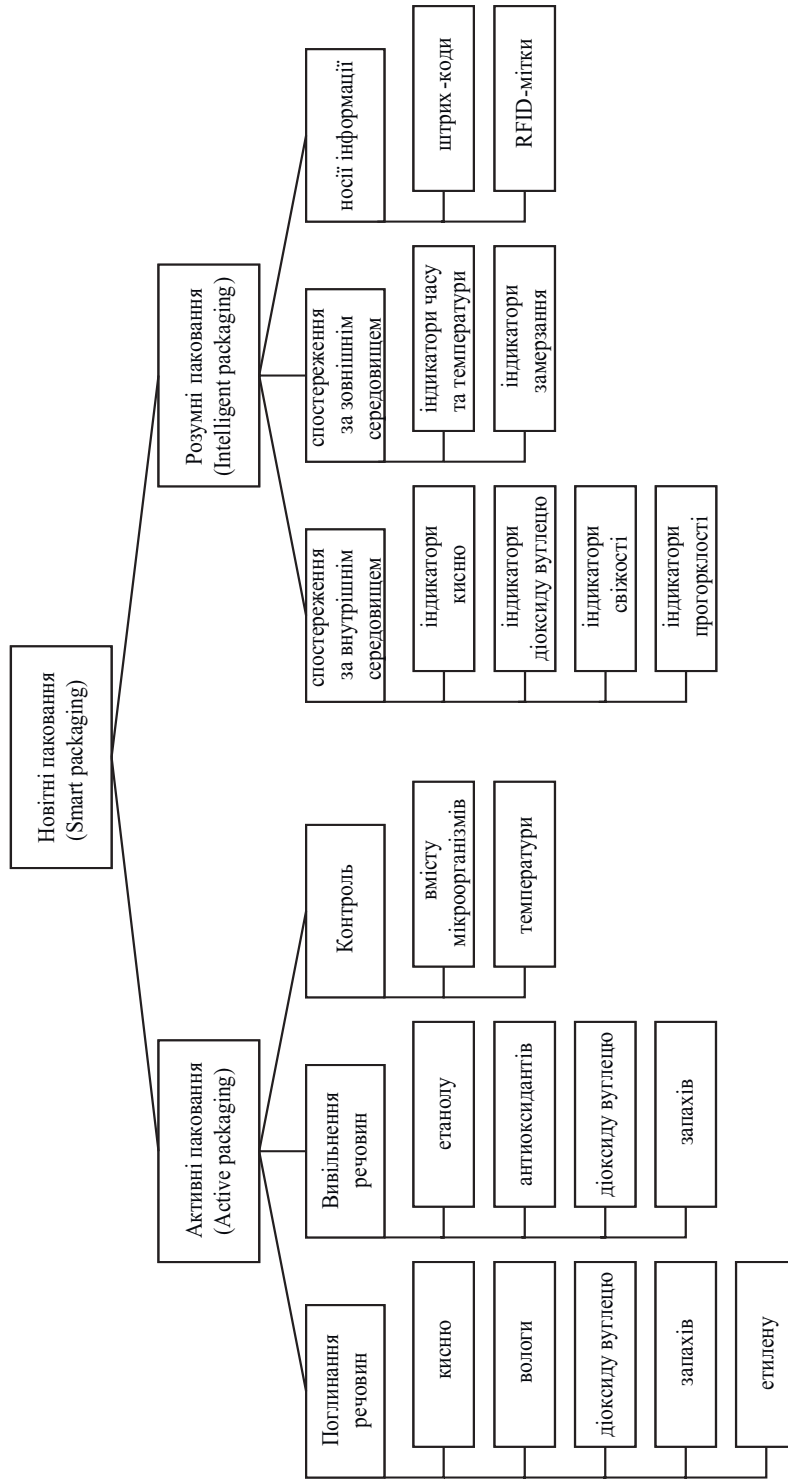 Новітні паковання
(Smart packaging)
Активні паковання
(Active packaging)
Розумні паковання
(Intelligent packaging)
Поглинання
речовин
кисню
вологи
діоксиду вуглецю
запахів
етилену
Вивільнення
речовин
етанолу
антиоксидантів
діоксиду вуглецю
запахів
Контроль
вмісту
мікроорганізмів
температури
спостереження
за внутрішнім
середовищем
індикатори
кисню
індикатори
діоксиду вуглецю
індикатори
свіжості
індикатори
прогорклості
спостереження
за зовнішнім
середовищем
індикатори часу
та температури
індикатори
замерзання
носії інформації
штрих -коди
RFID-мітки